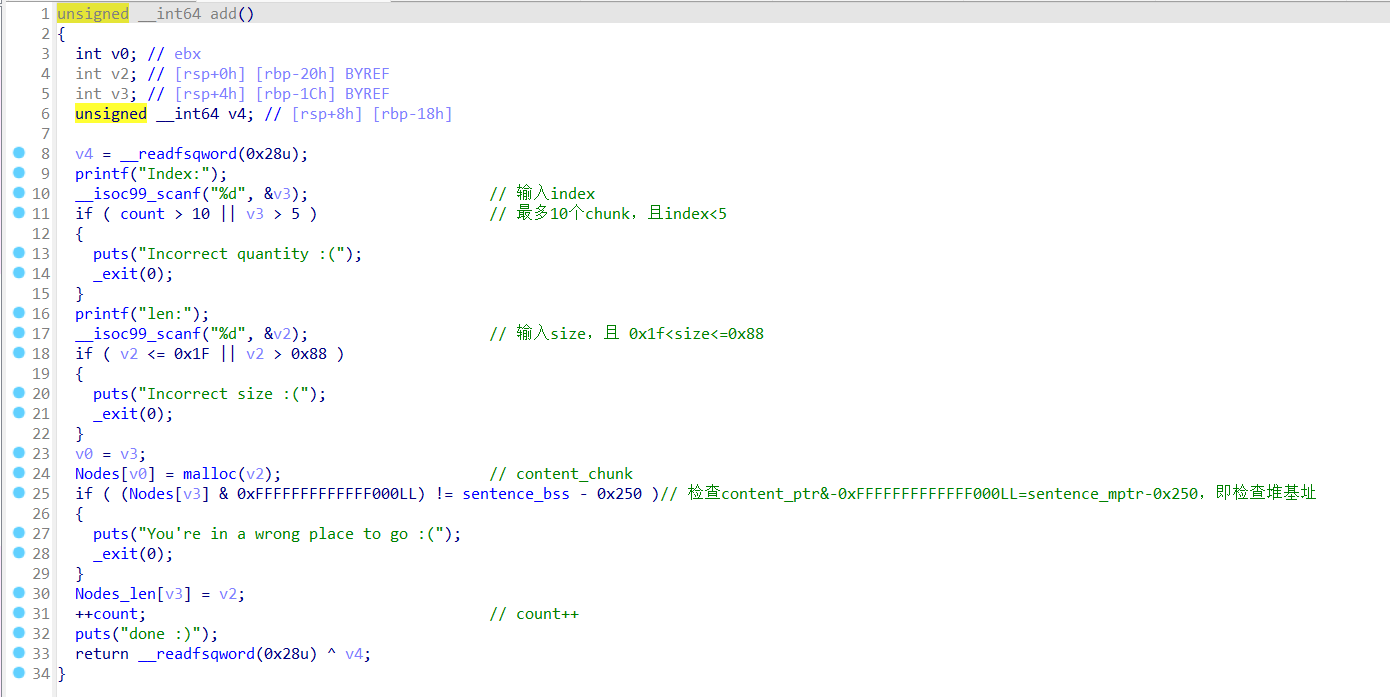 1 unsigned __int64 add()
2 {
3 int v0; // ebx
4 int v2; // [rsp+0h] [rbp-20h] BYREF
5 int v3; // [rsp+4h] [rbp-1Ch] BYREF
6 unsigned __int64 v4; // [rsp+8h] [rbp-18h]
7
8 v4 = __readfsqword(0x28u);
9 printf("Index:");
10 __isoc99_scanf("%d", &v3); // 输入index
11 if ( count > 10 || v3 > 5 ) // 最多10个chunk，且index<5
12 {
13 puts("Incorrect quantity :(");
14 _exit(0);
15 }
16 printf("len:");
17 __isoc99_scanf("%d", &v2); // 输入size，且 0x1f<size<=0x88
18 if ( v2 <= 0x1F || v2 > 0x88 )
19 {
20 puts("Incorrect size :(");
21 _exit(0);
22 }
23 v0 = v3;
24 Nodes[v0] = malloc(v2); // content_chunk
25 if ( (Nodes[v3] & 0xFFFFFFFFFFFFF000LL) != sentence_bss - 0x250 )// 检查content_ptr&-0xFFFFFFFFFFFFF000LL=sentence_mptr-0x250，即检查堆基址
26 {
27 puts("You're in a wrong place to go :(");
28 _exit(0);
29 }
30 Nodes_len[v3] = v2;
31 ++count; // count++
32 puts("done :)");
33 return __readfsqword(0x28u) ^ v4;
34 }